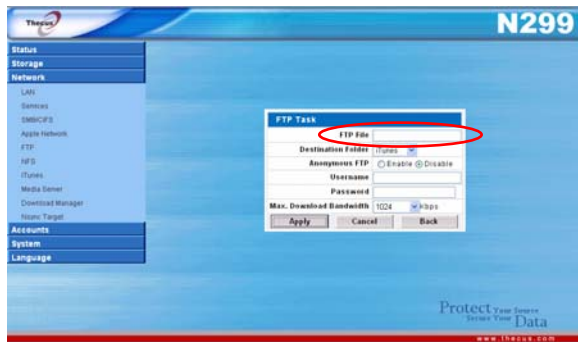 Thecus
N299
Status
Storage
Network
LAN
Services
SMB/CIFS
Apple Network
FTP
NFS
iTunes
Media Server
Download Manager
Nsync Target
Accounts
System
Language
FTP Task
FTP File
Destination Folder iTunes
Anonymous FTP Enable Disable
Username
Password
Max. Download Bandwidth 1024 Kbps
Apply Cancel Back
Protect Your Source
Secure Your Data
www.thecus.com